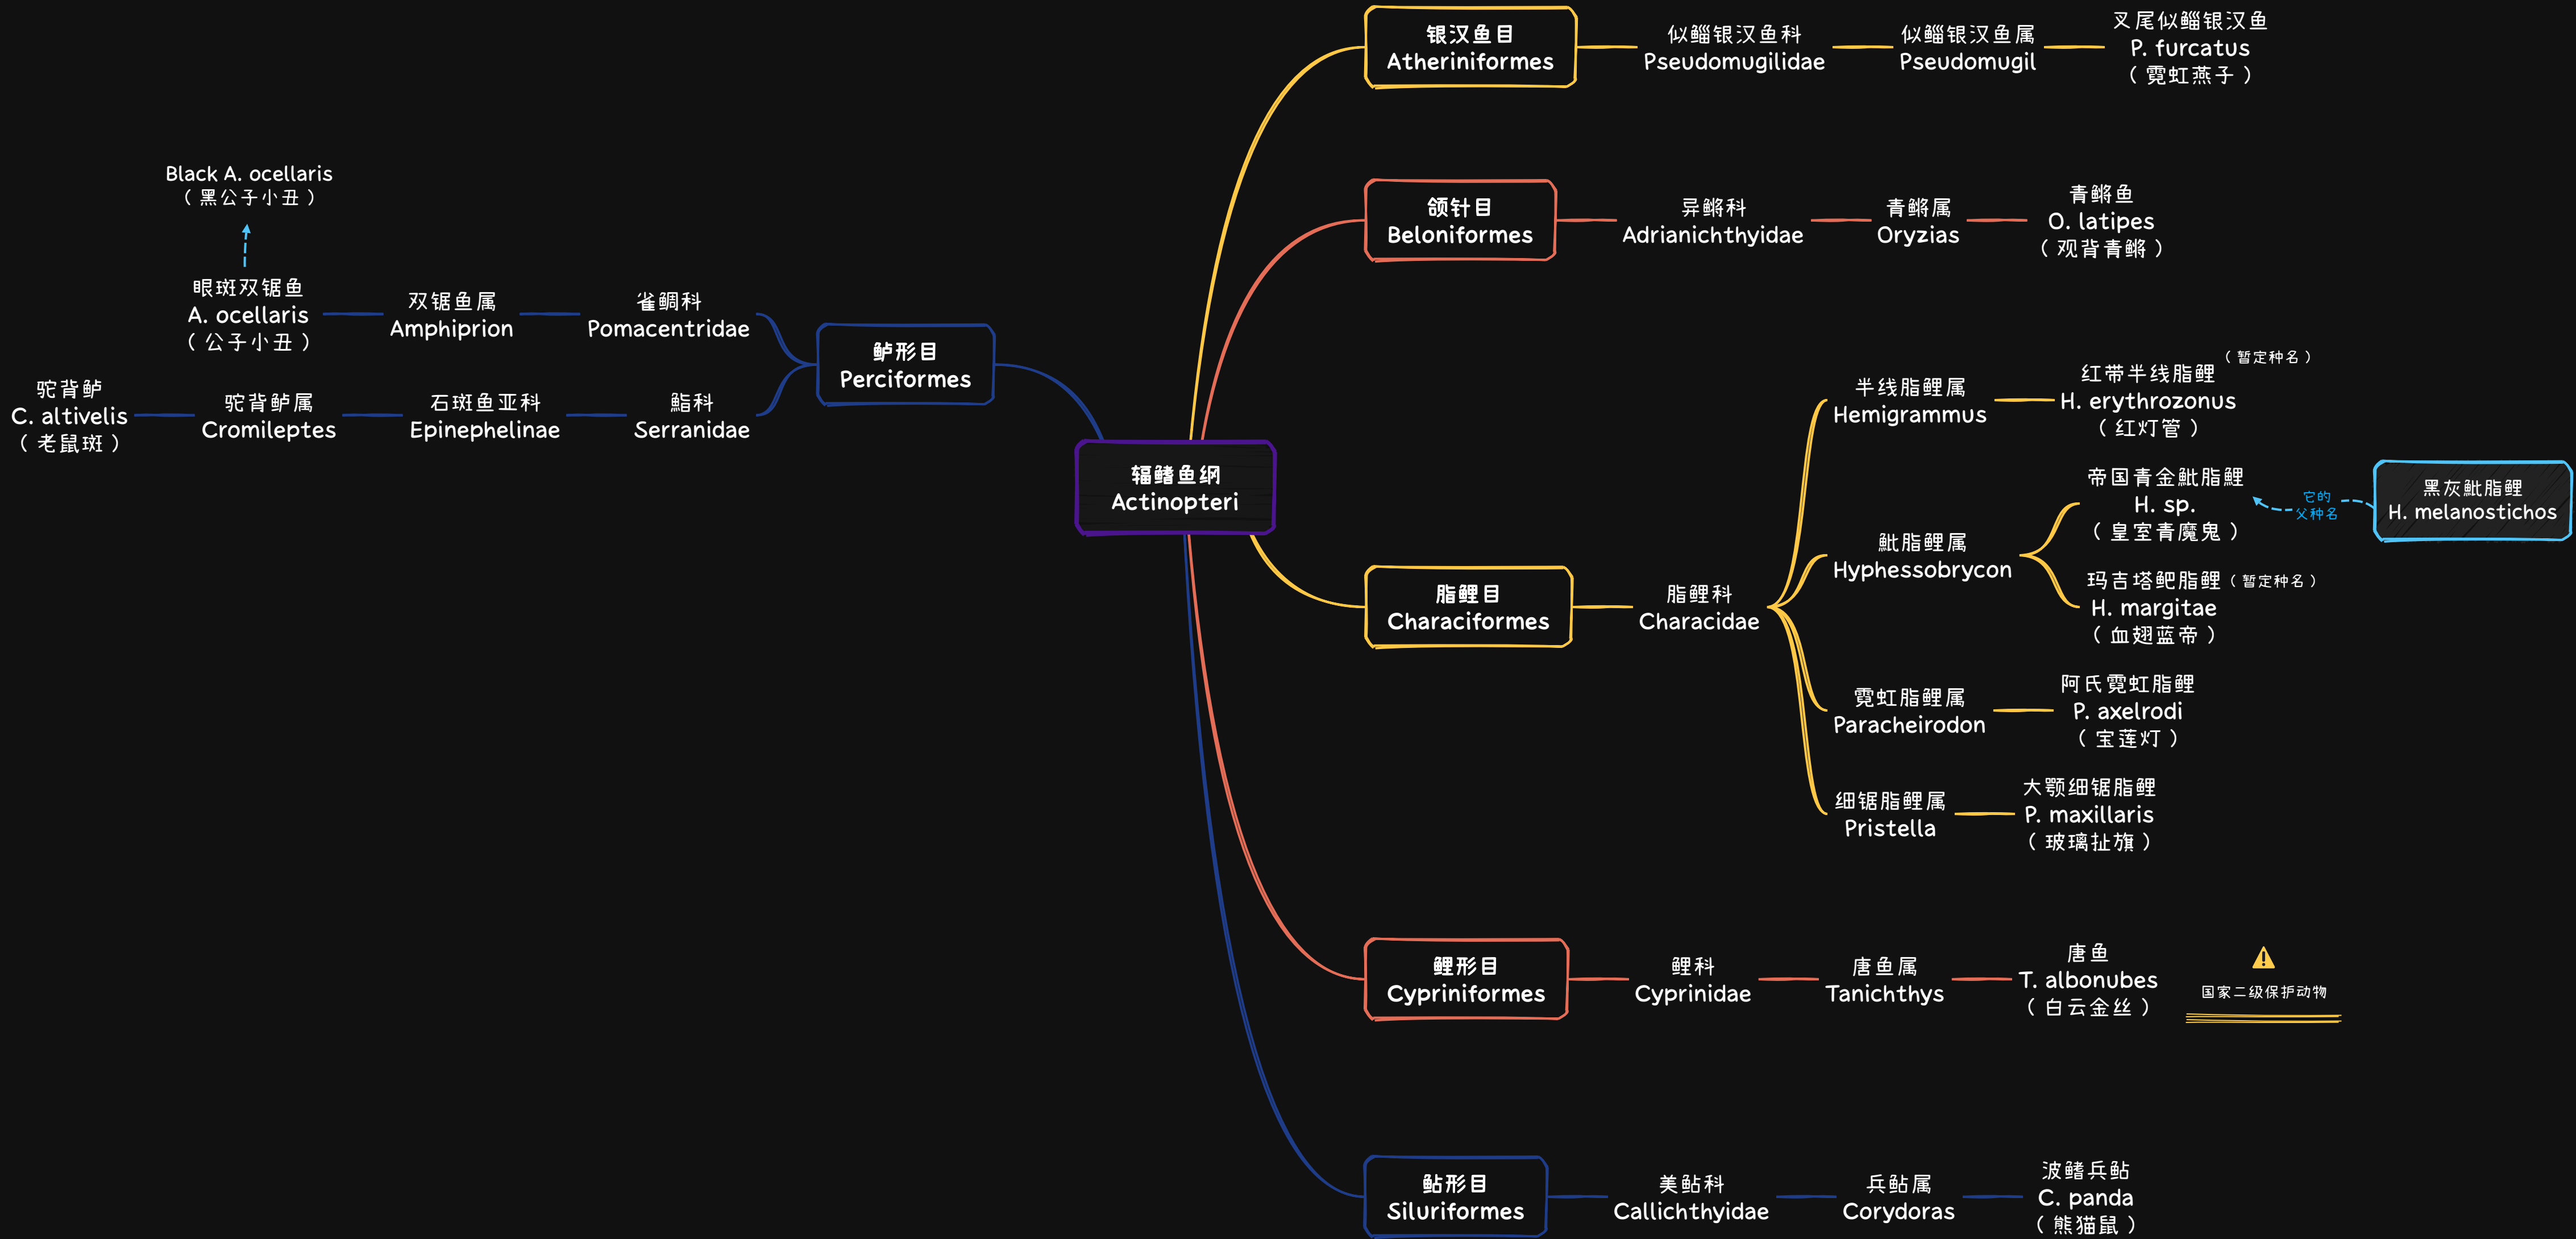 银汉鱼目
Atheriniformes
似鲻银汉鱼科
Pseudomugilidae
似鲻银汉鱼属
Pseudomugil
叉尾似鲻银汉鱼
P. furcatus
（霓虹燕子）
颌针目
Beloniformes
异鳉科
Adrianichthyidae
青鳉属
Oryzias
青鳉鱼
O. latipes
（观背青鳉）
Black A. ocellaris
（黑公子小丑）
眼斑双锯鱼
A. ocellaris
（公子小丑）
双锯鱼属
Amphiprion
雀鲷科
Pomacentridae
鲈形目
Perciformes
驼背鲈
C. altivelis
（老鼠斑）
驼背鲈属
Cromileptes
石斑鱼亚科
Epinephelinae
鮨科
Serranidae
辐鳍鱼纲
Actinopteri
脂鲤目
Characiformes
脂鲤科
Characidae
半线脂鲤属
Hemigrammus
（暂定种名）
红带半线脂鲤
H. erythrozonus
（红灯管）
魮脂鲤属
Hyphessobrycon
帝国青金魮脂鲤
H. sp.
（皇室青魔鬼）
它的
父种名
黑灰魮脂鲤
H. melanostichos
玛吉塔鲃脂鲤（暂定种名）
H. margitae
（血翅蓝帝）
霓虹脂鲤属
Paracheirodon
阿氏霓虹脂鲤
P. axelrodi
（宝莲灯）
细锯脂鲤属
Pristella
大颚细锯脂鲤
P. maxillaris
（玻璃扯旗）
鲤形目
Cypriniformes
鲤科
Cyprinidae
唐鱼属
Tanichthys
唐鱼
T. albonubes
（白云金丝）
国家二级保护动物
鲇形目
Siluriformes
美鲇科
Callichthyidae
兵鲇属
Corydoras
波鳍兵鲇
C. panda
（熊猫鼠）